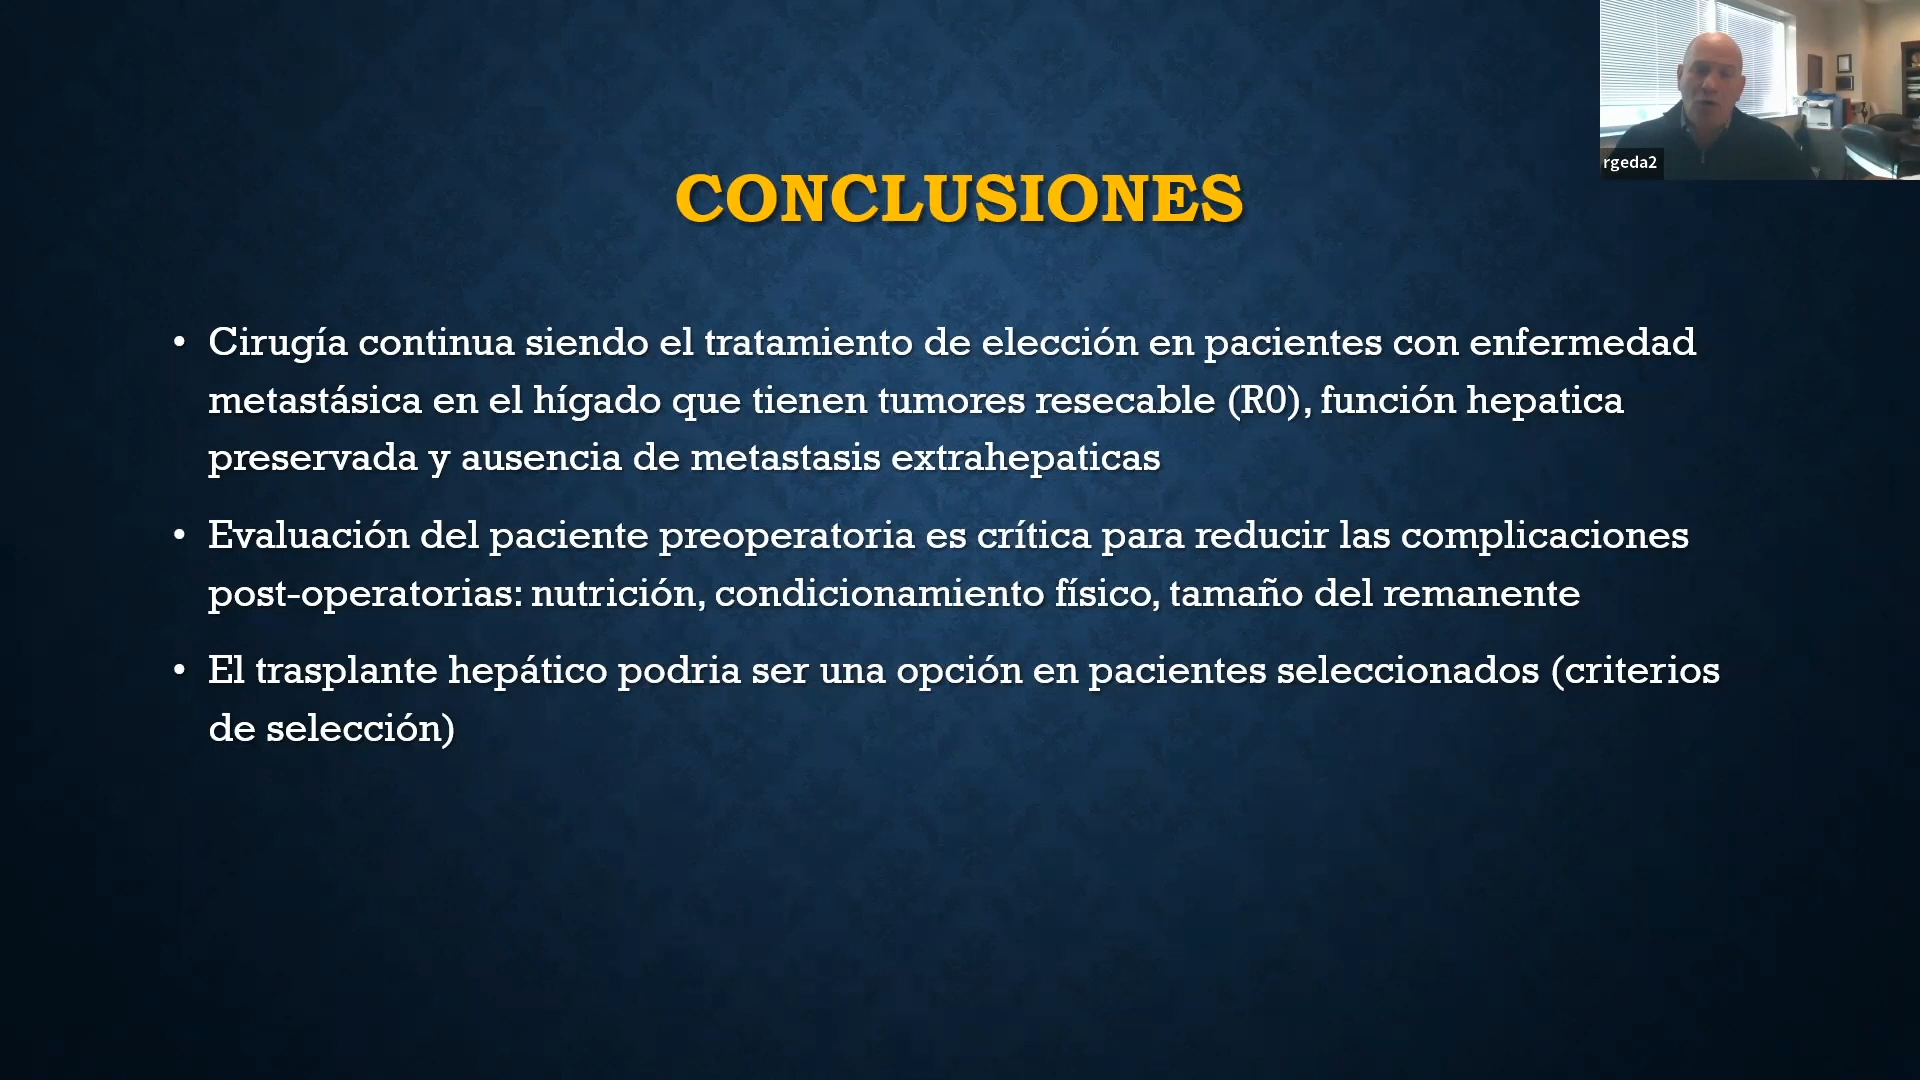 rgeda2
CONCLUSIONES
• Cirugía continua siendo el tratamiento de elección en pacientes con enfermedad
metastásica en el hígado que tienen tumores resecable (R0), función hepatica
preservada y ausencia de metastasis extrahepaticas
• Evaluación del paciente preoperatoria es crítica para reducir las complicaciones
post-operatorias: nutrición, condicionamiento físico, tamaño del remanente
• El trasplante hepático podria ser una opción en pacientes seleccionados (criterios
de selección)